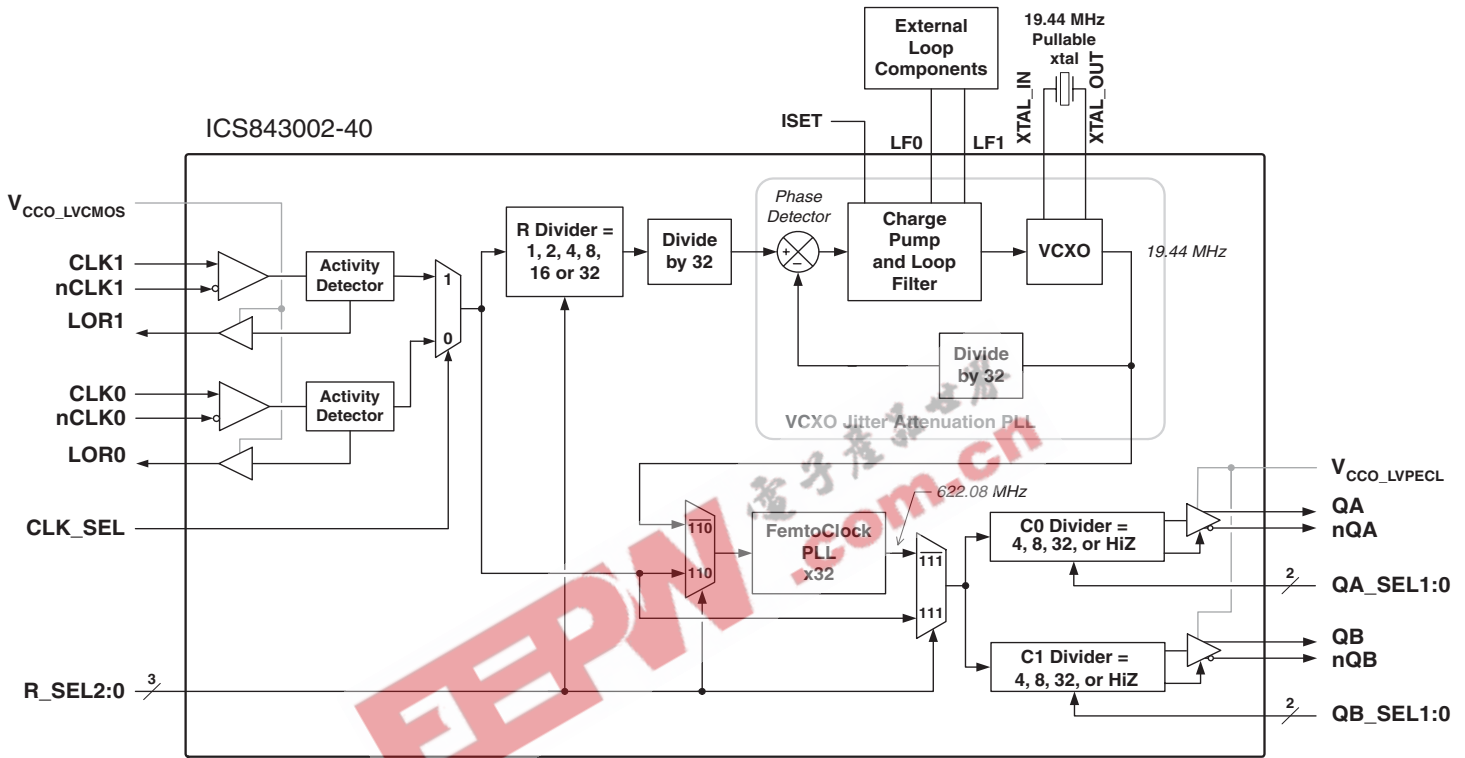 External
Loop
Components
19.44 MHz
Pullable
xtal
XTAL_IN
XTAL_OUT
ISET
LF0
LF1
ICS843002-40
VCCO_LVCMOS
CLK1
nCLK1
LOR1
CLK0
nCLK0
LOR0
CLK_SEL
R_SEL2:0
3
Activity
Detector
Activity
Detector
1
0
R Divider =
1, 2, 4, 8,
16 or 32
Divide
by 32
Phase
Detector
+
−
Charge
Pump
and Loop
Filter
VCXO
19.44 MHz
Divide
by 32
VCXO Jitter Attenuation PLL
電子產品世界
.com.cn
EEPW
110
110
FemtoClock
PLL
x32
622.08 MHz
111
111
C0 Divider =
4, 8, 32, or HiZ
C1 Divider =
4, 8, 32, or HiZ
VCCO_LVPECL
QA
nQA
2
QA_SEL1:0
QB
nQB
2
QB_SEL1:0